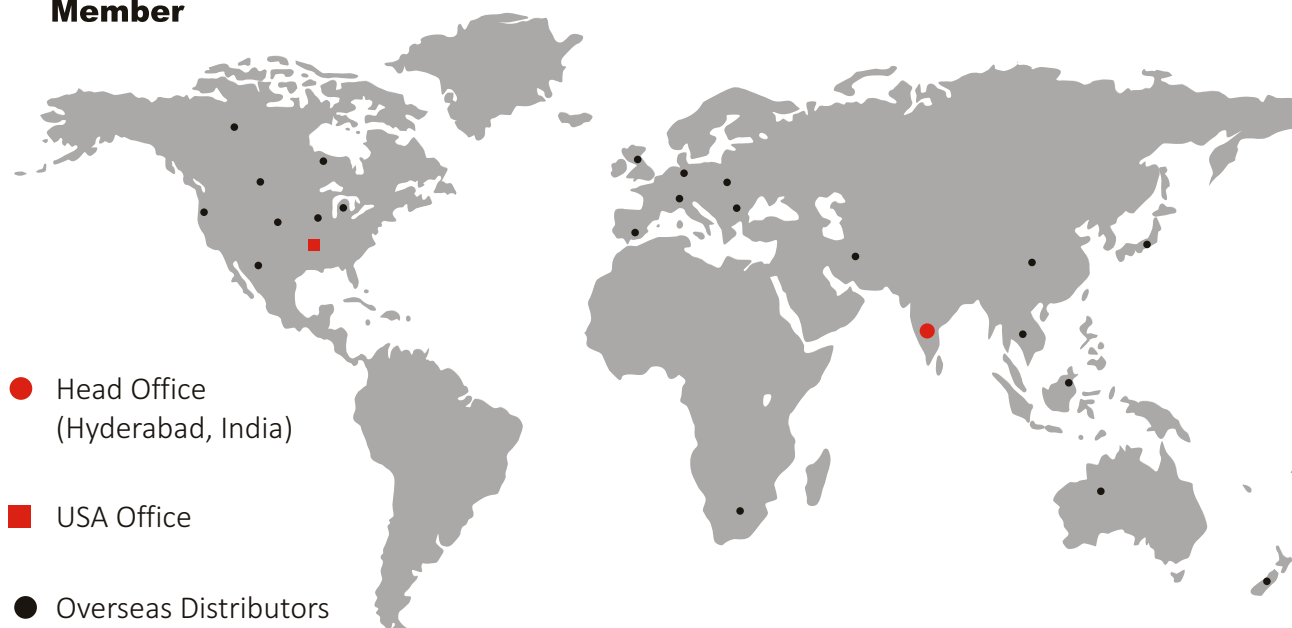 Member
Head Office
(Hyderabad, India)
USA Office
Overseas Distributors